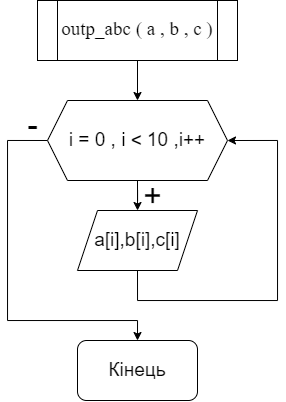 outp_abc ( a , b , c )
-
i = 0 , i < 10 ,i++
+
a[i],b[i],c[i]
Кінець